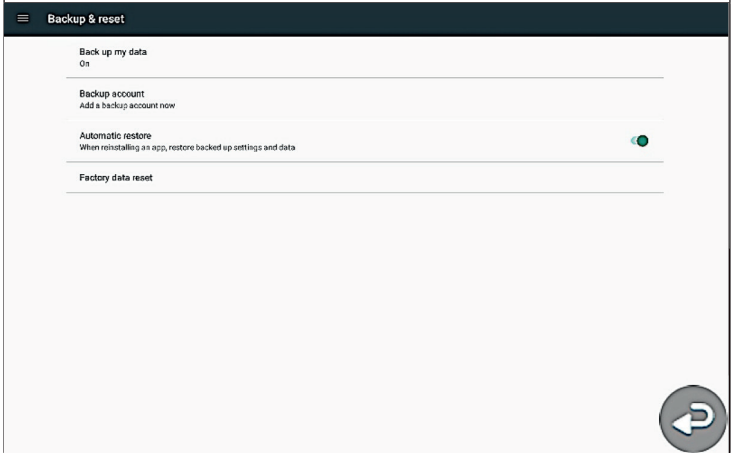 Backup & reset
Back up my data
On
Backup account
Add a backup account now
Automatic restore
When reinstalling an app, restore backed up settings and data
Factory data reset